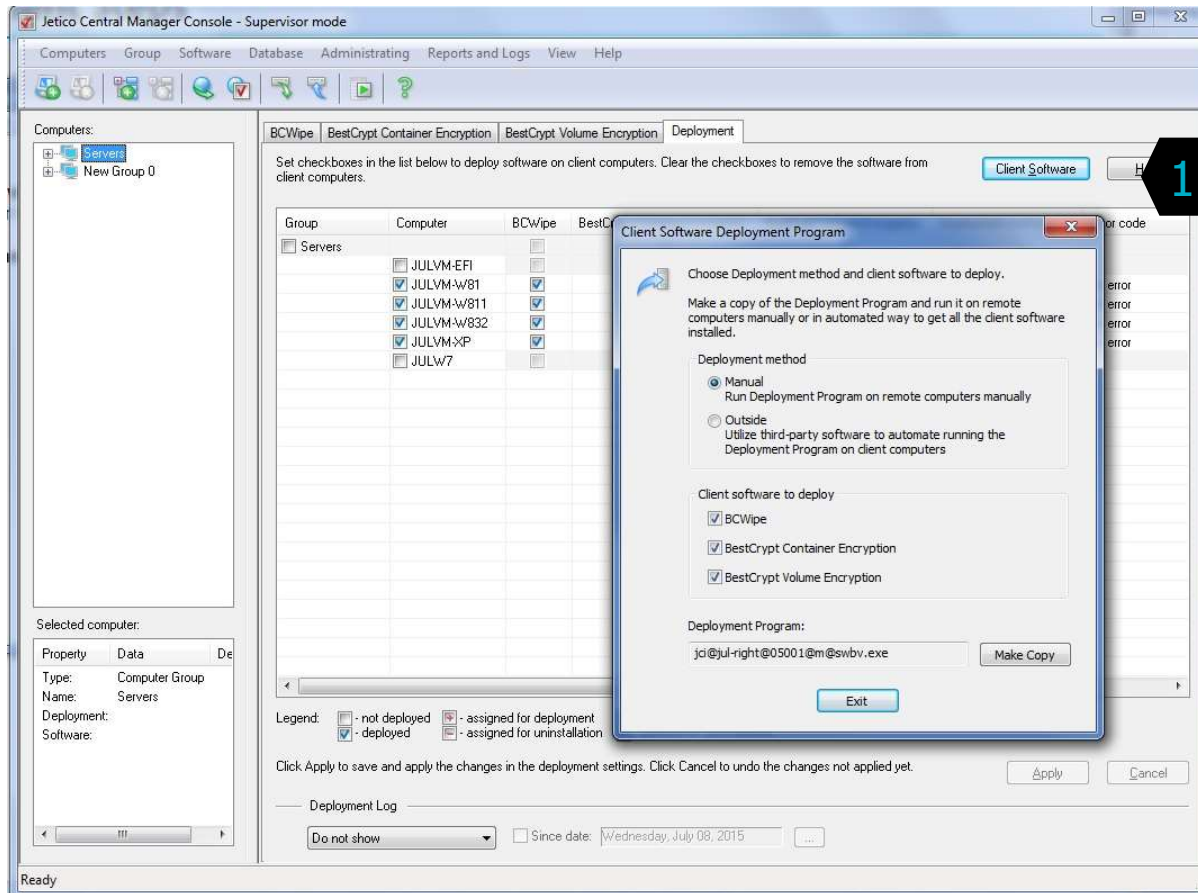 Jetico Central Manager Console - Supervisor mode
Computers Group Software Database Administrating Reports and Logs View Help
Computers:
Servers
New Group 0
BCWipe BestCrypt Container Encryption BestCrypt Volume Encryption Deployment
Set checkboxes in the list below to deploy software on client computers. Clear the checkboxes to remove the software from
client computers.
Client Software
H
1
Group Computer BCWipe BestC
or code
Servers
JULVM-EFI
JULVM-W81 error
JULVM-W811 error
JULVM-W832 error
JULVM-XP error
JULW7
Client Software Deployment Program
Choose Deployment method and client software to deploy.
Make a copy of the Deployment Program and run it on remote
computers manually or in automated way to get all the client software
installed.
Deployment method
Manual
Run Deployment Program on remote computers manually
Outside
Utilize third-party software to automate running the
Deployment Program on client computers
Client software to deploy
BCWipe
BestCrypt Container Encryption
BestCrypt Volume Encryption
Deployment Program:
jci@jul-right@05001@m@swbv.exe Make Copy
Exit
Selected computer:
Property Data De
Type: Computer Group
Name: Servers
Deployment:
Software:
Legend: - not deployed - assigned for deployment
- deployed - assigned for uninstallation
Click Apply to save and apply the changes in the deployment settings. Click Cancel to undo the changes not applied yet.
Apply Cancel
Deployment Log
Do not show Since date: Wednesday, July 08, 2015 ...
Ready